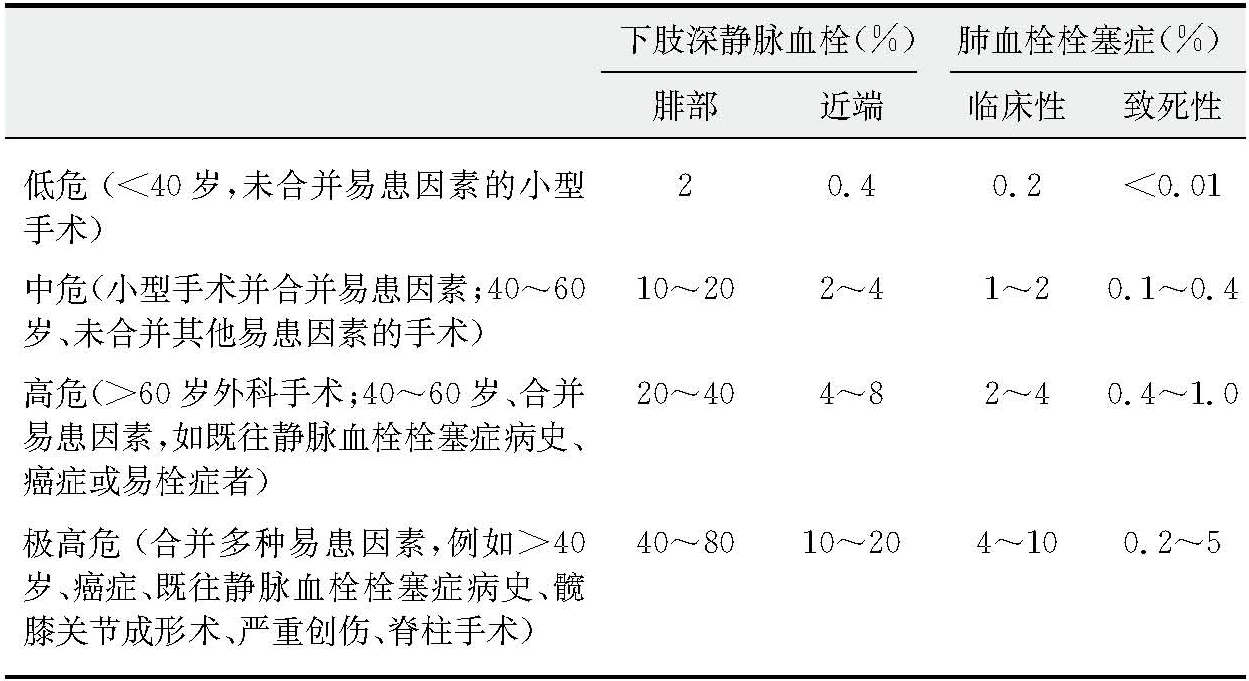 下肢深静脉血栓(%) 肺血栓栓塞症(%)
腓部 近端 临床性 致死性
低危(<40岁,未合并易患因素的小型 2 0.4 0.2 <0.01
手术)
中危(小型手术并合并易患因素;40~60 10~20 2~4 1~2 0.1~0.4
岁、未合并其他易患因素的手术)
高危(>60岁外科手术;40~60岁、合并 20~40 4~8 2~4 0.4~1.0
易患因素,如既往静脉血栓栓塞症病史、
癌症或易栓症者)
极高危(合并多种易患因素,例如>40 40~80 10~20 4~10 0.2~5
岁、癌症、既往静脉血栓栓塞症病史、髋
膝关节成形术、严重创伤、脊柱手术)